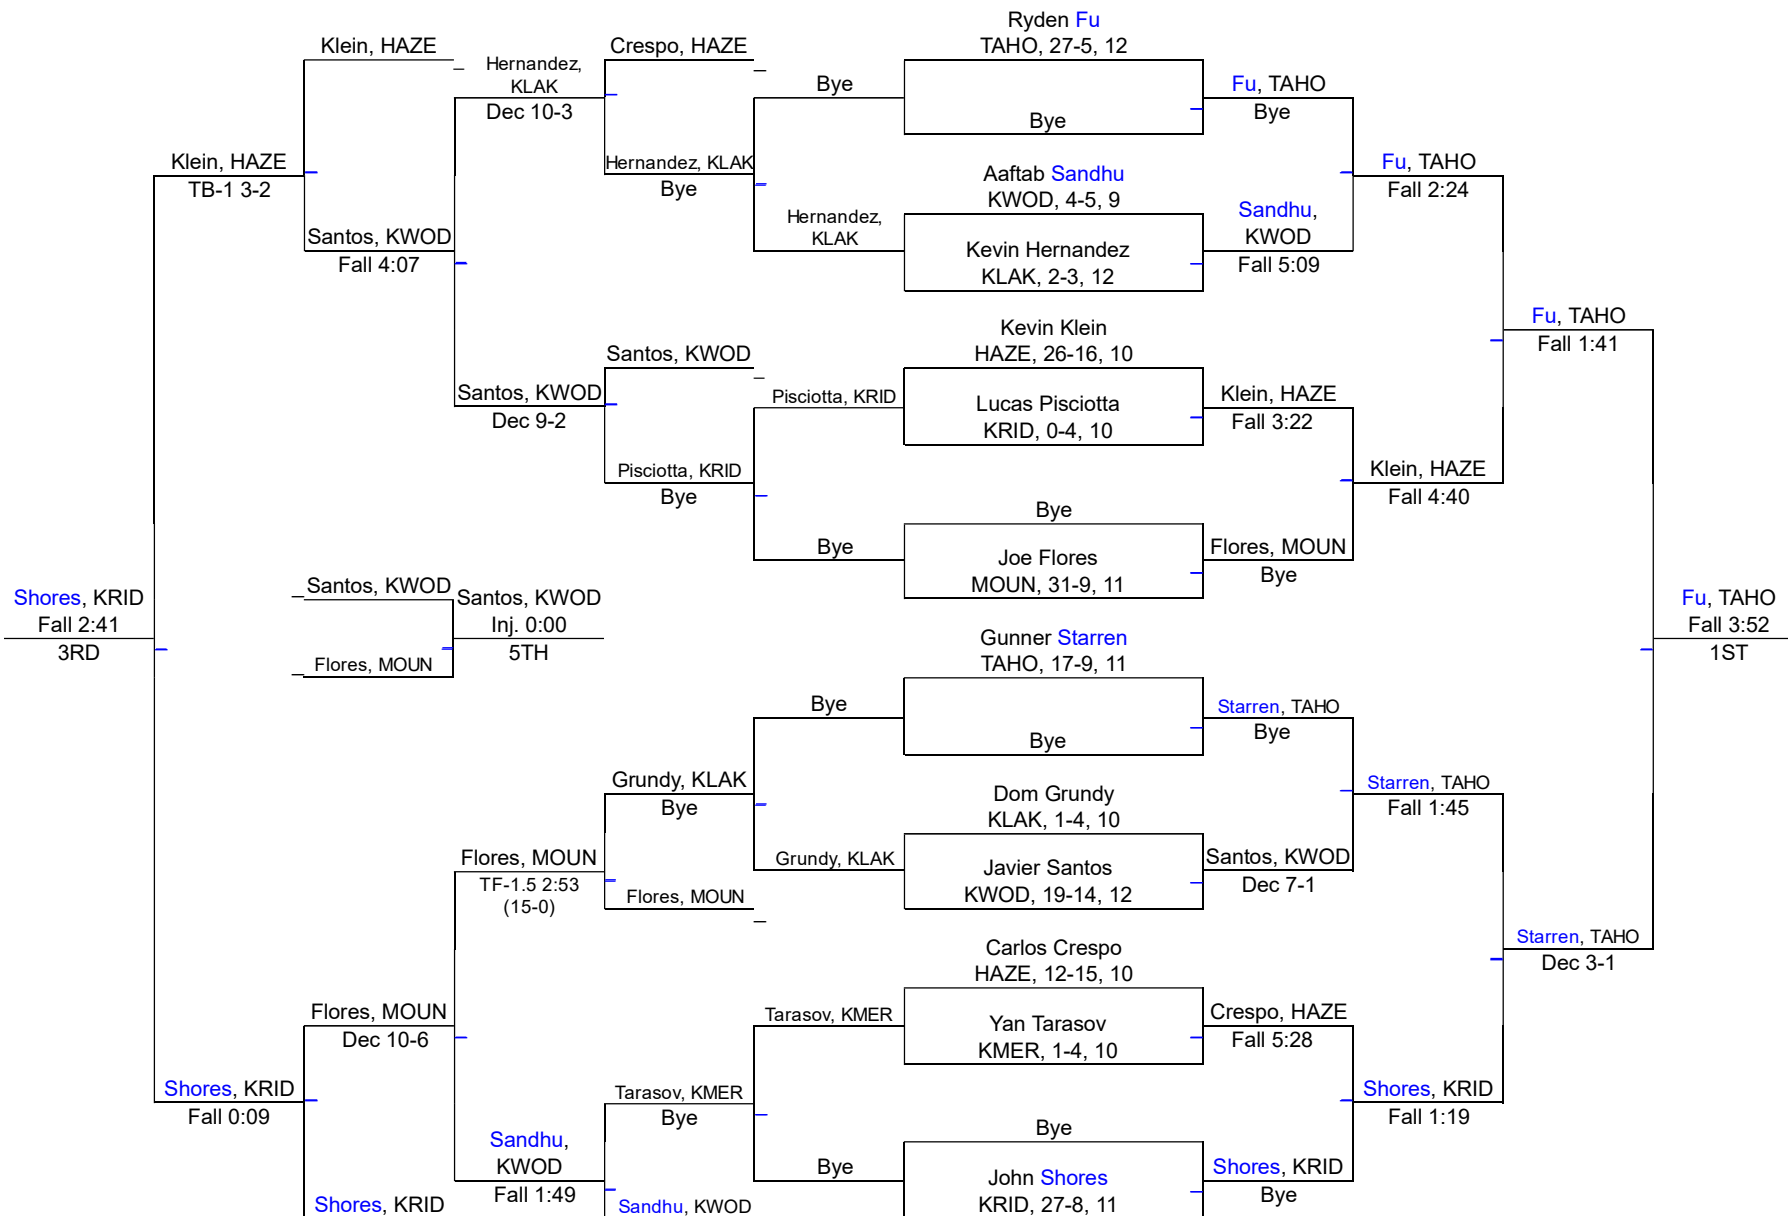 Ryden Fu
TAHO, 27-5, 12
Klein, HAZE
Crespo, HAZE
Hernandez,
KLAK
Dec 10-3
Bye
Fu, TAHO
Bye
Bye
Klein, HAZE
TB-1 3-2
Hernandez, KLAK
Bye
Aaftab Sandhu
KWOD, 4-5, 9
Fu, TAHO
Fall 2:24
Hernandez,
KLAK
Sandhu,
KWOD
Fall 5:09
Santos, KWOD
Fall 4:07
Kevin Hernandez
KLAK, 2-3, 12
Kevin Klein
HAZE, 26-16, 10
Fu, TAHO
Fall 1:41
Santos, KWOD
Santos, KWOD
Dec 9-2
Pisciotta, KRID
Lucas Pisciotta
KRID, 0-4, 10
Klein, HAZE
Fall 3:22
Pisciotta, KRID
Bye
Klein, HAZE
Fall 4:40
Bye
Bye
Joe Flores
MOUN, 31-9, 11
Flores, MOUN
Bye
Shores, KRID
Fall 2:41
3RD
Santos, KWOD
Flores, MOUN
Santos, KWOD
Inj. 0:00
5TH
Fu, TAHO
Fall 3:52
1ST
Gunner Starren
TAHO, 17-9, 11
Bye
Bye
Starren, TAHO
Bye
Grundy, KLAK
Bye
Dom Grundy
KLAK, 1-4, 10
Starren, TAHO
Fall 1:45
Flores, MOUN
TF-1.5 2:53
(15-0)
Grundy, KLAK
Javier Santos
KWOD, 19-14, 12
Santos, KWOD
Dec 7-1
Flores, MOUN
Carlos Crespo
HAZE, 12-15, 10
Starren, TAHO
Dec 3-1
Flores, MOUN
Dec 10-6
Tarasov, KMER
Yan Tarasov
KMER, 1-4, 10
Crespo, HAZE
Fall 5:28
Shores, KRID
Fall 0:09
Tarasov, KMER
Bye
Shores, KRID
Fall 1:19
Bye
Sandhu,
KWOD
Fall 1:49
Bye
John Shores
KRID, 27-8, 11
Shores, KRID
Bye
Shores, KRID
Sandhu, KWOD